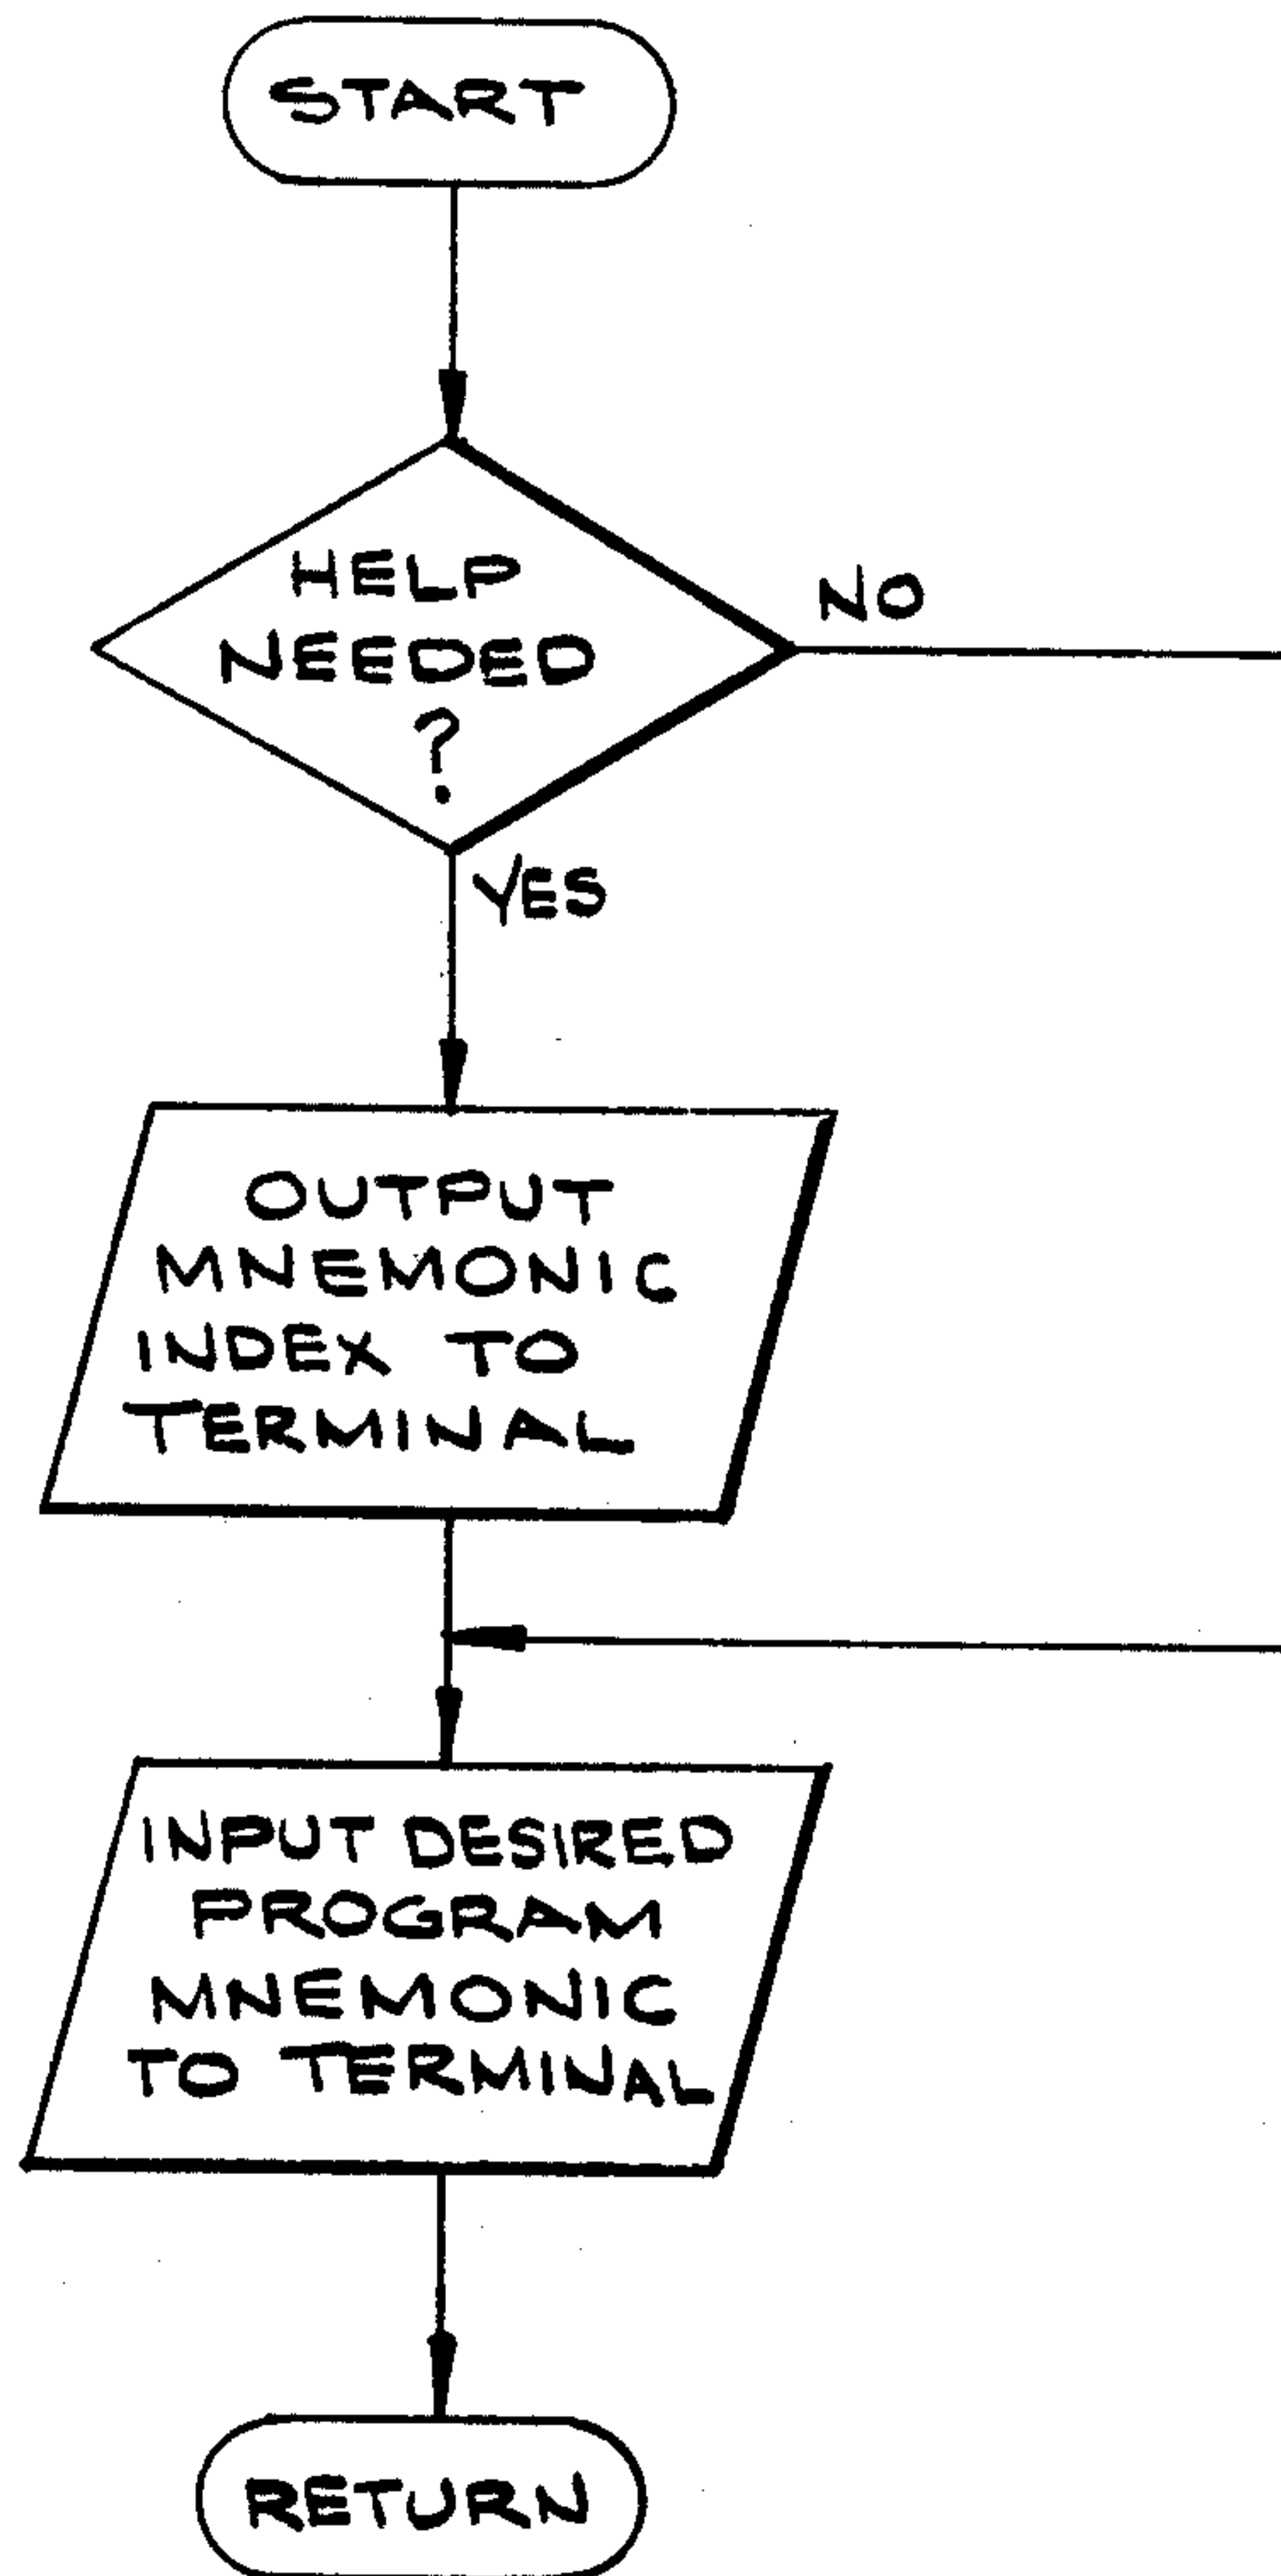 START
HELP
NEEDED
?
NO
YES
OUTPUT
MNEMONIC
INDEX TO
TERMINAL
INPUT DESIRED
PROGRAM
MNEMONIC
TO TERMINAL
RETURN